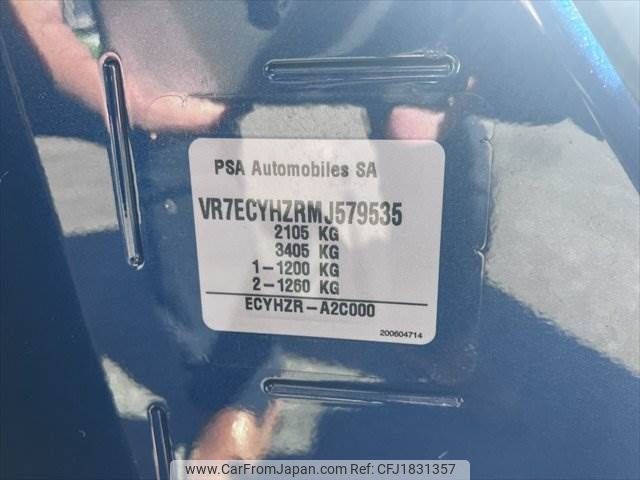 PSA Automobiles SA
VR7ECYHZRMJ579535
2105 KG
3405 KG
1-1200 KG
2-1260 KG
ECYHZR-A2C000
200604714
www.CarFromJapan.com Ref:No. CFJ1831357